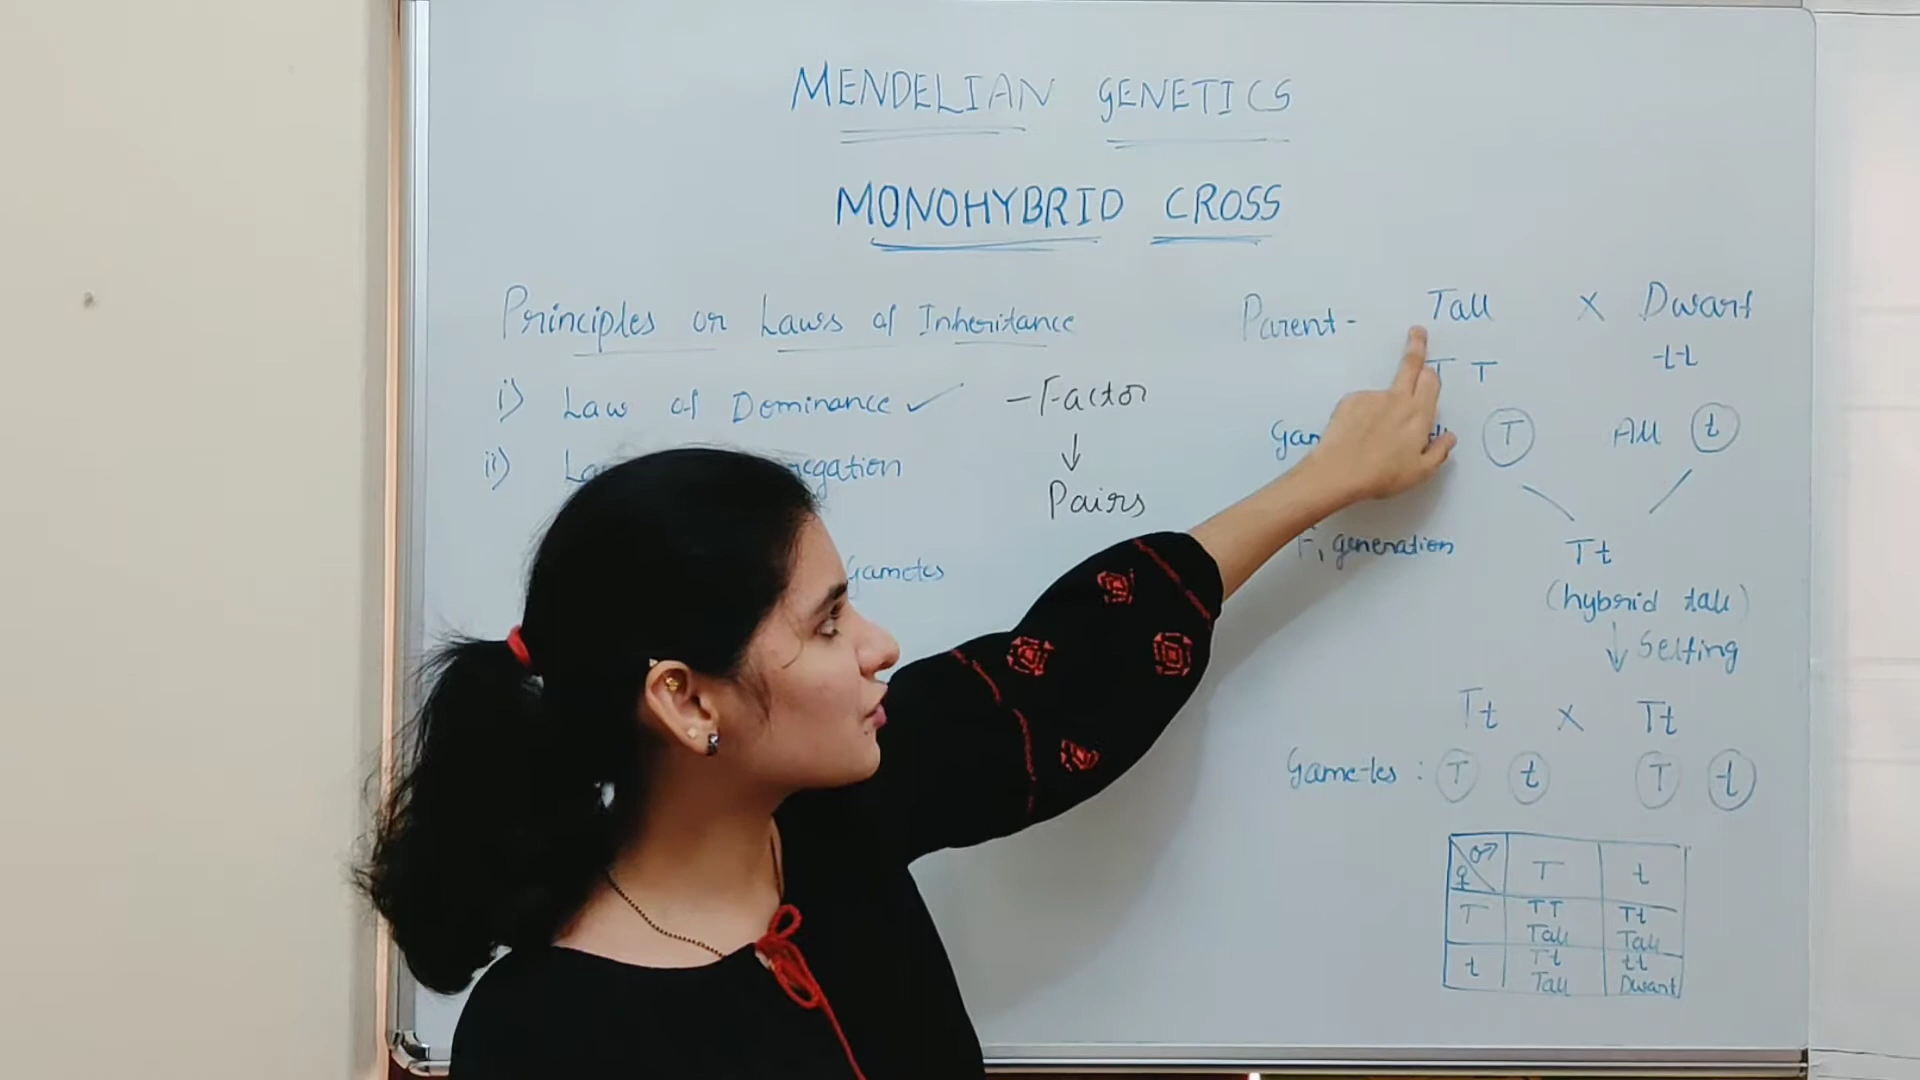 MENDELIAN GENETICS
MONOHYBRID CROSS
Principles or Laws of Inheritance
i) Law of Dominance ✓
ii)
- Factor
↓
Pairs
Gametes
Parent - Tall X Dwarf
T T tt
T All t
F1 generation Tt
(hybrid tall)
↓ Selfing
Tt X Tt
Gametes : T t T t
♀ ♂ T t
T TT Tall Tt Tall
t Tt Tall tt Dwarf